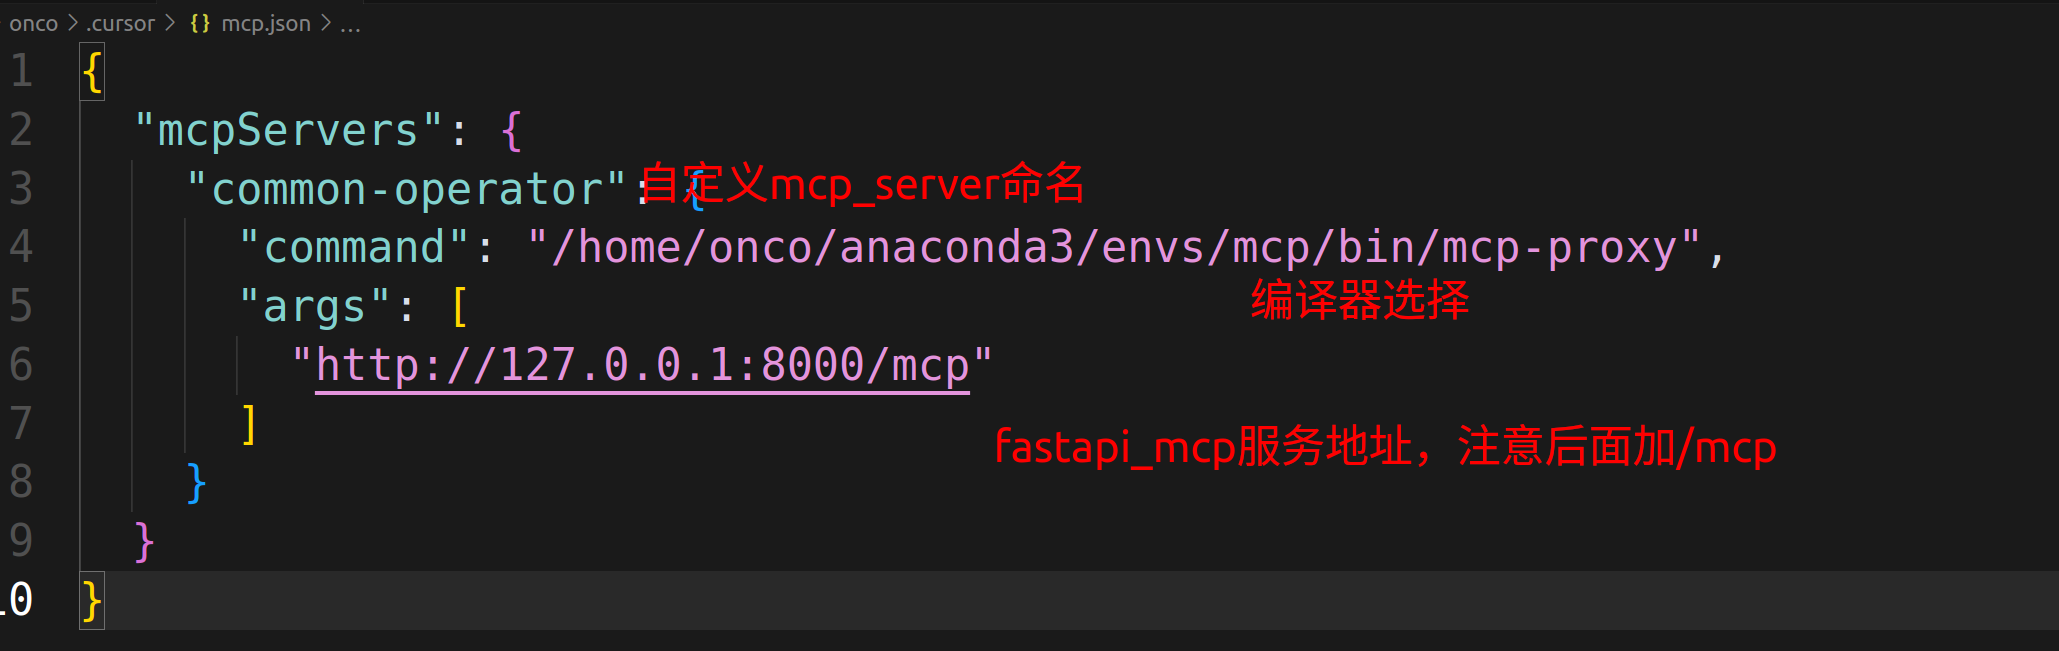 onco > .cursor > {} mcp.json > ...
1 {
2 "mcpServers": {
3 "common-operator": { 自定义mcp_server命名
4 "command": "/home/onco/anaconda3/envs/mcp/bin/mcp-proxy",
编译器选择
5 "args": [
6 "http://127.0.0.1:8000/mcp"
7 ]
fastapi_mcp服务地址，注意后面加/mcp
8 }
9 }
10 }